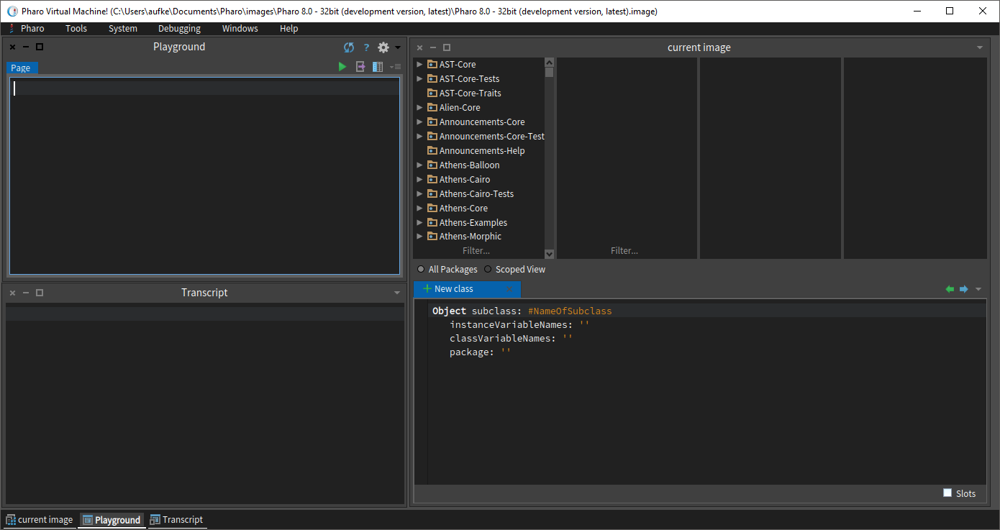 Pharo Virtual Machine! (C:\Users\aufke\Documents\Pharo\images\Pharo 8.0 - 32bit (development version, latest)\Pharo 8.0 - 32bit (development version, latest).image)
Pharo Tools System Debugging Windows Help
Playground
?
Page
Transcript
current image
AST-Core
AST-Core-Tests
AST-Core-Traits
Alien-Core
Announcements-Core
Announcements-Core-Test
Announcements-Help
Athens-Balloon
Athens-Cairo
Athens-Cairo-Tests
Athens-Core
Athens-Examples
Athens-Morphic
Filter...
Filter...
All Packages Scoped View
New class
Object subclass: #NameOfSubclass
instanceVariableNames: ''
classVariableNames: ''
package: ''
Slots
current image Playground Transcript